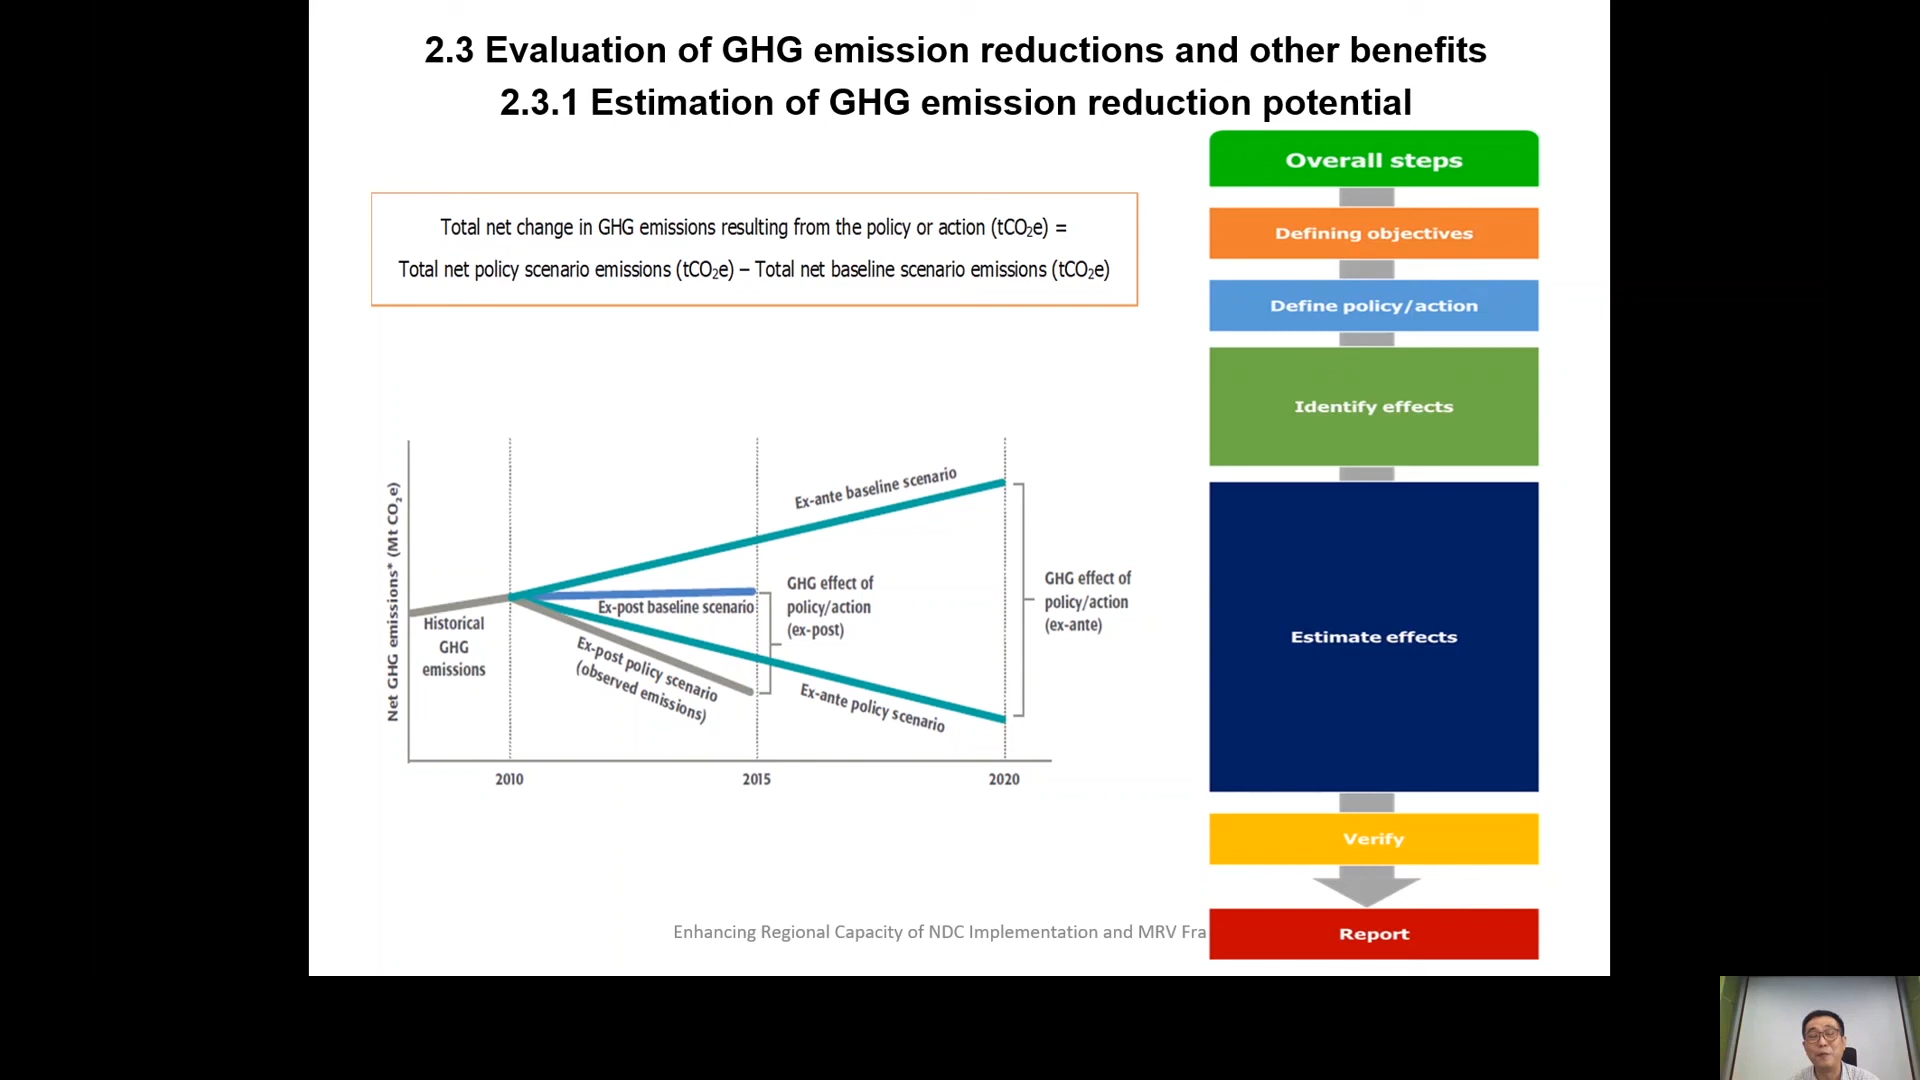 2.3 Evaluation of GHG emission reductions and other benefits
2.3.1 Estimation of GHG emission reduction potential
Total net change in GHG emissions resulting from the policy or action (tCO₂e) =
Total net policy scenario emissions (tCO₂e) – Total net baseline scenario emissions (tCO₂e)
Net GHG emissions* (Mt CO₂e)
Historical
GHG
emissions
Ex-ante baseline scenario
Ex-post baseline scenario
Ex-post policy scenario
(observed emissions)
Ex-ante policy scenario
GHG effect of
policy/action
(ex-post)
GHG effect of
policy/action
(ex-ante)
2010
2015
2020
Overall steps
Defining objectives
Define policy/action
Identify effects
Estimate effects
Verify
Report
Enhancing Regional Capacity of NDC Implementation and MRV Fra